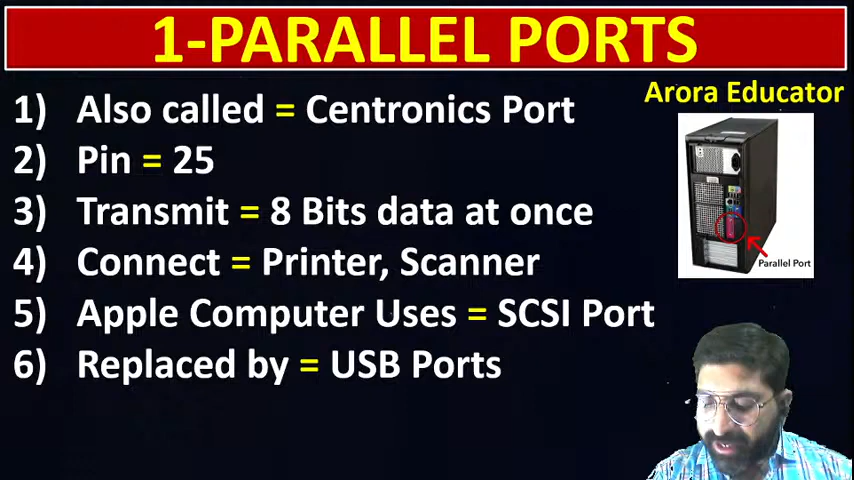 1-PARALLEL PORTS
Arora Educator
1) Also called = Centronics Port
2) Pin = 25
3) Transmit = 8 Bits data at once
4) Connect = Printer, Scanner
5) Apple Computer Uses = SCSI Port
6) Replaced by = USB Ports
Parallel Port